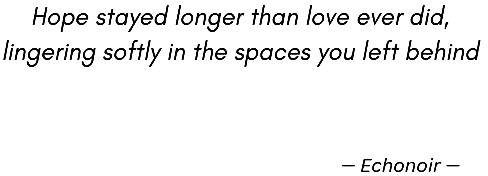 Hope stayed longer than love ever did,
lingering softly in the spaces you left behind
— Echonoir —